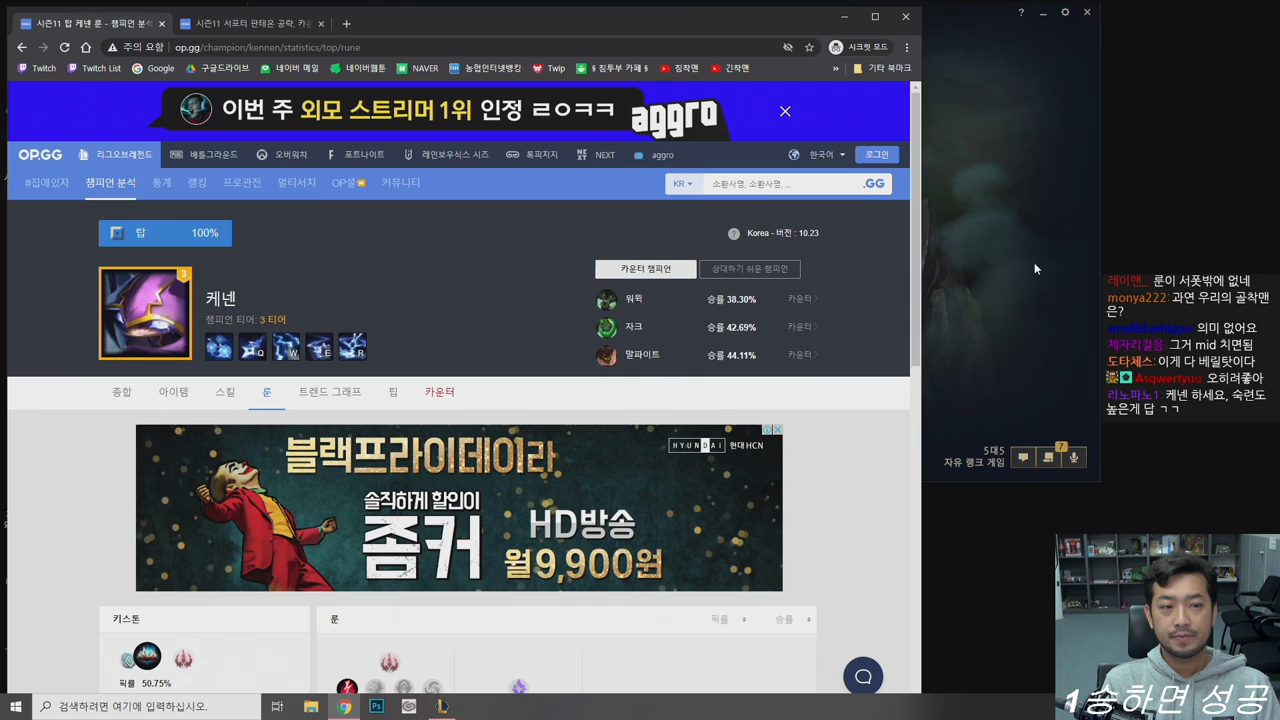 시즌11 탑 케넨 룬 - 챔피언 분석
시즌11 서포터 판테온 공략, 카운
주의 요함
op.gg/champion/kennen/statistics/top/rune
시크릿 모드
Twitch
Twitch List
Google
구글드라이브
네이버 메일
네이버웹툰
NAVER
농협인터넷뱅킹
Twip
§ 침투부 카페 §
침착맨
긴착맨
»
기타 북마크
이번 주 외모 스트리머 1위 인정 ㄹㅇㅋㅋ
aggro
OP.GG
리그오브레전드
배틀그라운드
오버워치
포트나이트
레인보우식스 시즈
톡피지지
NEXT
aggro
한국어
로그인
#집에있자
챔피언 분석
통계
랭킹
프로관전
멀티서치
OP셜
커뮤니티
KR
소환사명, 소환사명, ...
.GG
탑
100%
? Korea - 버전 : 10.23
3
케넨
챔피언 티어: 3 티어
Q
W
E
R
카운터 챔피언
상대하기 쉬운 챔피언
워윅
승률 38.30%
카운터
자크
승률 42.69%
카운터
말파이트
승률 44.11%
카운터
종합
아이템
스킬
룬
트렌드 그래프
팁
카운터
블랙프라이데이라
솔직하게 할인이
좀커
HD방송
월9,900원
HYUNDAI 현대HCN
키스톤
픽률 50.75%
룬
픽률
승률
5대5
자유 랭크 게임
7
레이맨_ 룬이 서폿밖에 없네
monya222: 과연 우리의 골착맨
은?
smellbluehippo: 의미 없어요
제자리걸음 그거 mid 치면됨
도타체스: 이게 다 베릴탓이다
Asqwertyuu: 오히려좋아
라노파노1: 케넨 하세요, 숙련도
높은게 답 ㄱㄱ
검색하려면 여기에 입력하십시오.
Ps
1승하면 성공